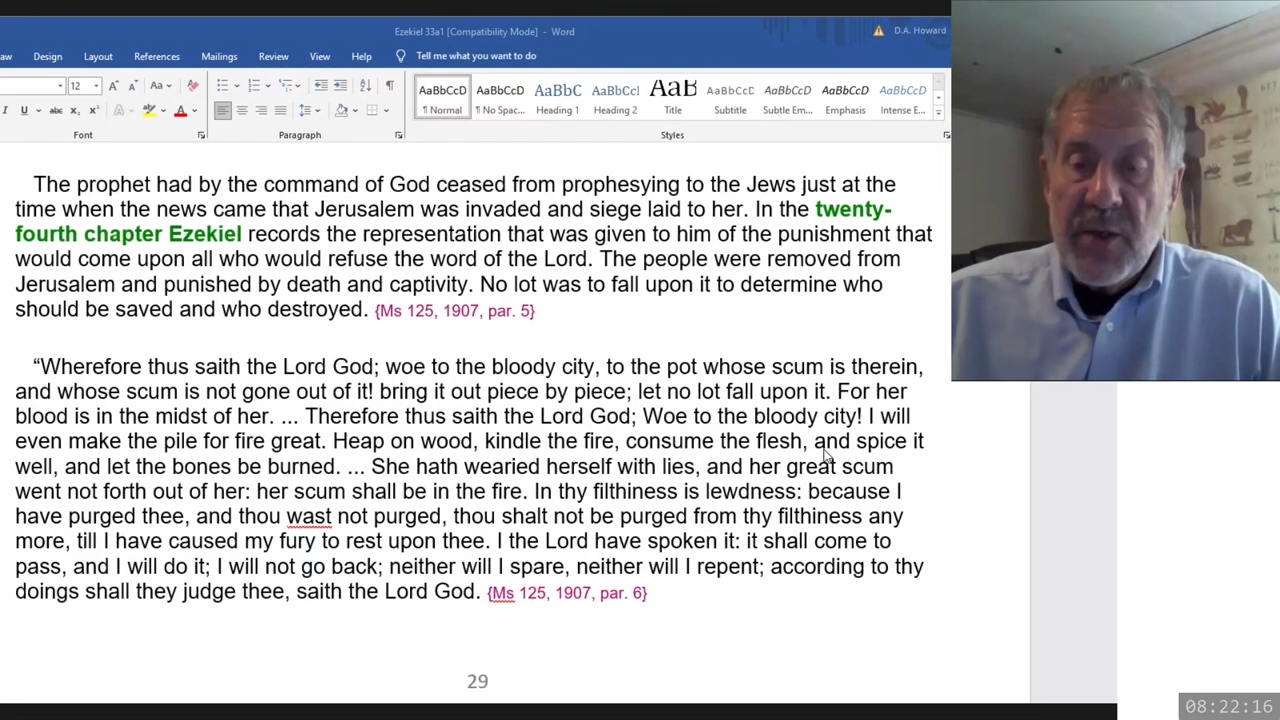 Ezekiel 33a1 [Compatibility Mode] - Word
D.A. Howard
aw Design Layout References Mailings Review View Help Tell me what you want to do
12 Aa
I U abc x, x² A ab A
AaBbCcD AaBbCcD AaBbC AaBbCcI AaB AaBbCcD AaBbCcD AaBbCcD AaBbCcD
¶ Normal ¶ No Spac... Heading 1 Heading 2 Title Subtitle Subtle Em... Emphasis Intense E...
Font Paragraph Styles
The prophet had by the command of God ceased from prophesying to the Jews just at the
time when the news came that Jerusalem was invaded and siege laid to her. In the twenty-
fourth chapter Ezekiel records the representation that was given to him of the punishment that
would come upon all who would refuse the word of the Lord. The people were removed from
Jerusalem and punished by death and captivity. No lot was to fall upon it to determine who
should be saved and who destroyed. {Ms 125, 1907, par. 5}
“Wherefore thus saith the Lord God; woe to the bloody city, to the pot whose scum is therein,
and whose scum is not gone out of it! bring it out piece by piece; let no lot fall upon it. For her
blood is in the midst of her. ... Therefore thus saith the Lord God; Woe to the bloody city! I will
even make the pile for fire great. Heap on wood, kindle the fire, consume the flesh, and spice it
well, and let the bones be burned. ... She hath wearied herself with lies, and her great scum
went not forth out of her: her scum shall be in the fire. In thy filthiness is lewdness: because I
have purged thee, and thou wast not purged, thou shalt not be purged from thy filthiness any
more, till I have caused my fury to rest upon thee. I the Lord have spoken it: it shall come to
pass, and I will do it; I will not go back; neither will I spare, neither will I repent; according to thy
doings shall they judge thee, saith the Lord God. {Ms 125, 1907, par. 6}
29
08:22:16